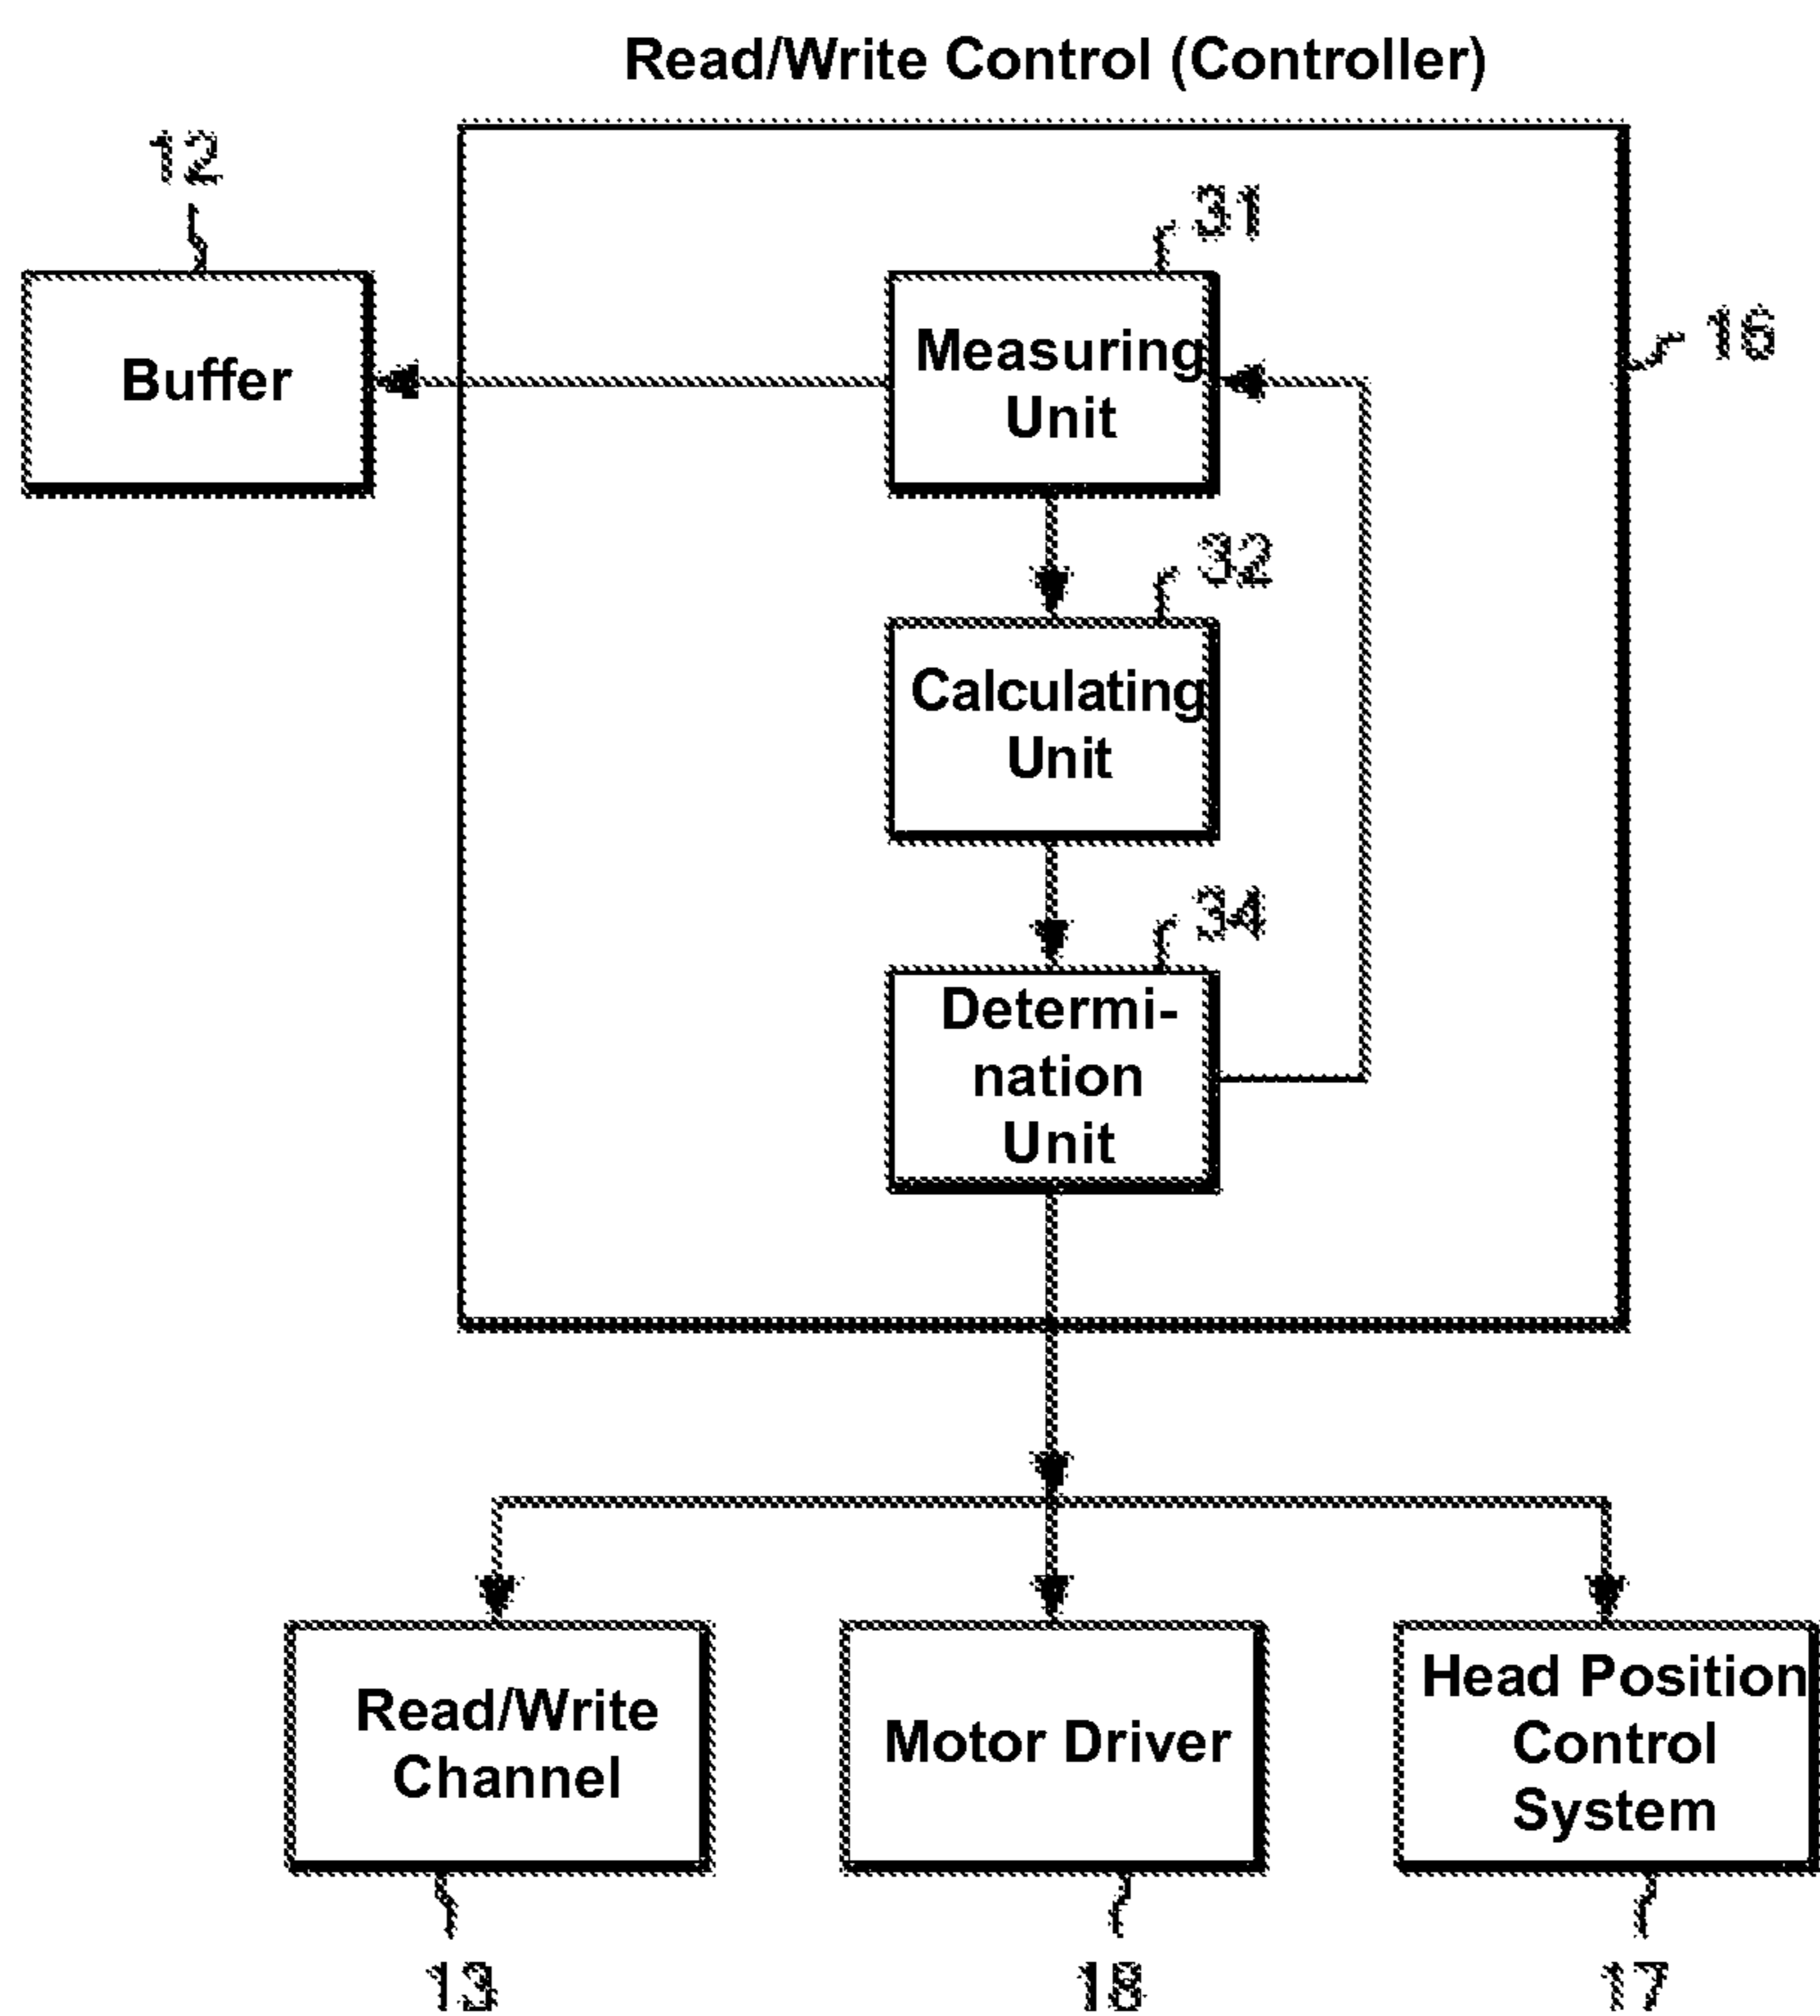 Read/Write Control (Controller)
12
31
16
Buffer
Measuring
Unit
32
Calculating
Unit
34
Determi-
nation
Unit
Read/Write
Channel
Motor Driver
Head Position
Control
System
13
17